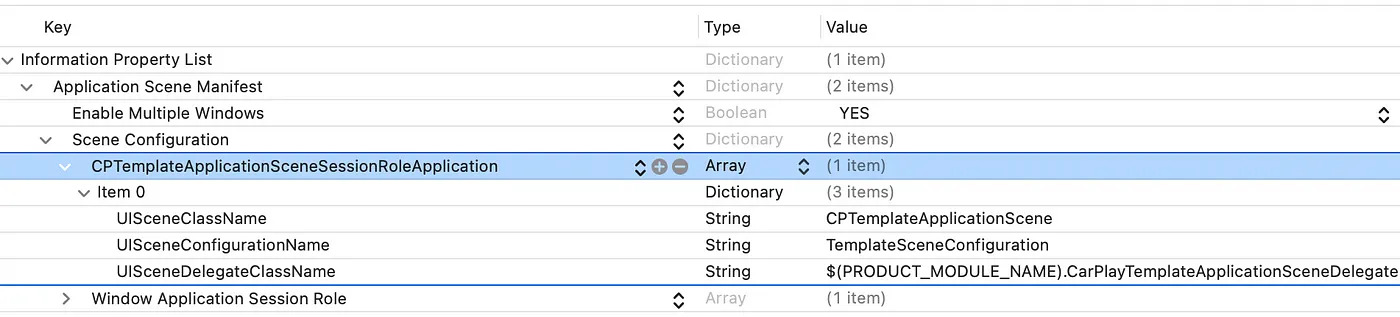 Key Type Value
Information Property List Dictionary (1 item)
Application Scene Manifest Dictionary (2 items)
Enable Multiple Windows Boolean YES
Scene Configuration Dictionary (2 items)
CPTemplateApplicationSceneSessionRoleApplication Array (1 item)
Item 0 Dictionary (3 items)
UISceneClassName String CPTemplateApplicationScene
UISceneConfigurationName String TemplateSceneConfiguration
UISceneDelegateClassName String $(PRODUCT_MODULE_NAME).CarPlayTemplateApplicationSceneDelegate
Window Application Session Role Array (1 item)